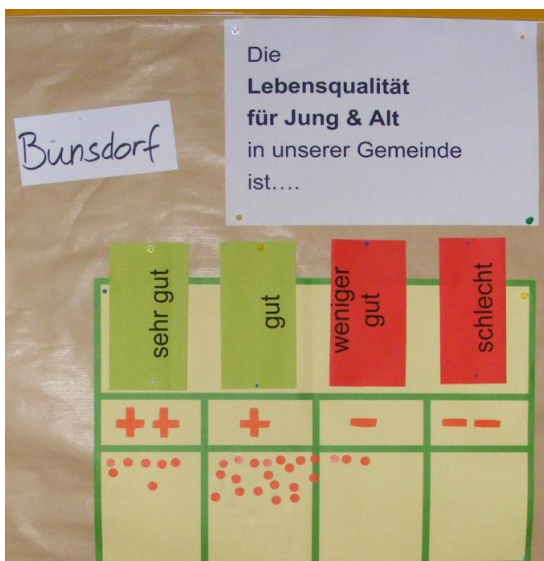 Die
Lebensqualität
für Jung & Alt
in unserer Gemeinde
ist....
Bünsdorf
sehr gut
gut
weniger
gut
schlecht
++
+
-
--